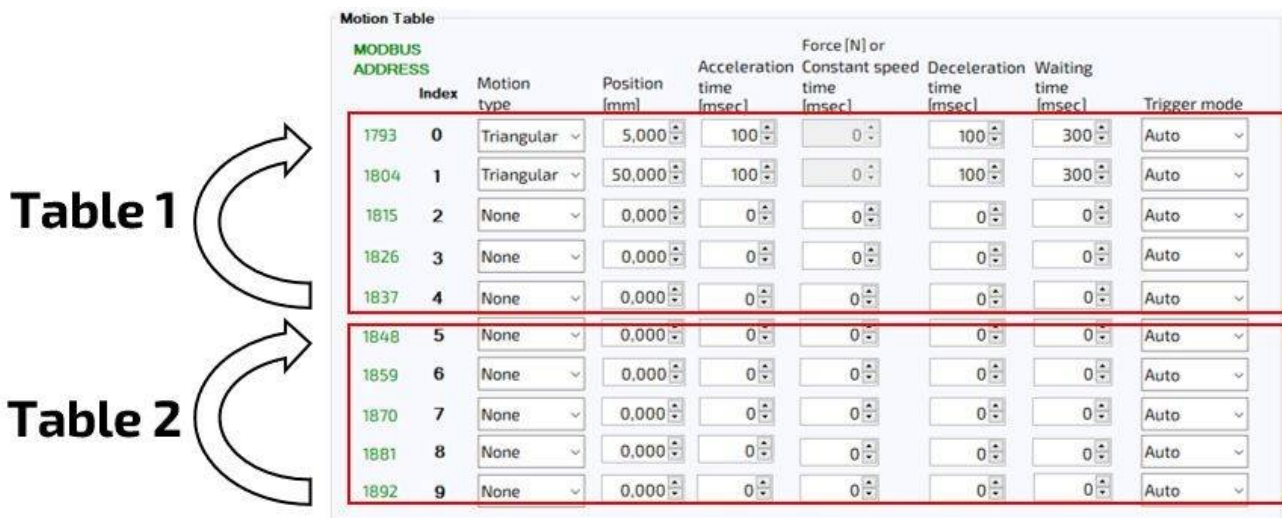 Motion Table
MODBUS
ADDRESS
Index
Motion
type
Position
[mm]
Acceleration
time
[msec]
Force [N] or
Constant speed
time
[msec]
Deceleration
time
[msec]
Waiting
time
[msec]
Trigger mode
1793 0 Triangular 5,000 100 0 100 300 Auto
1804 1 Triangular 50,000 100 0 100 300 Auto
1815 2 None 0,000 0 0 0 0 Auto
1826 3 None 0,000 0 0 0 0 Auto
1837 4 None 0,000 0 0 0 0 Auto
Table 1
1848 5 None 0,000 0 0 0 0 Auto
1859 6 None 0,000 0 0 0 0 Auto
1870 7 None 0,000 0 0 0 0 Auto
1881 8 None 0,000 0 0 0 0 Auto
1892 9 None 0,000 0 0 0 0 Auto
Table 2